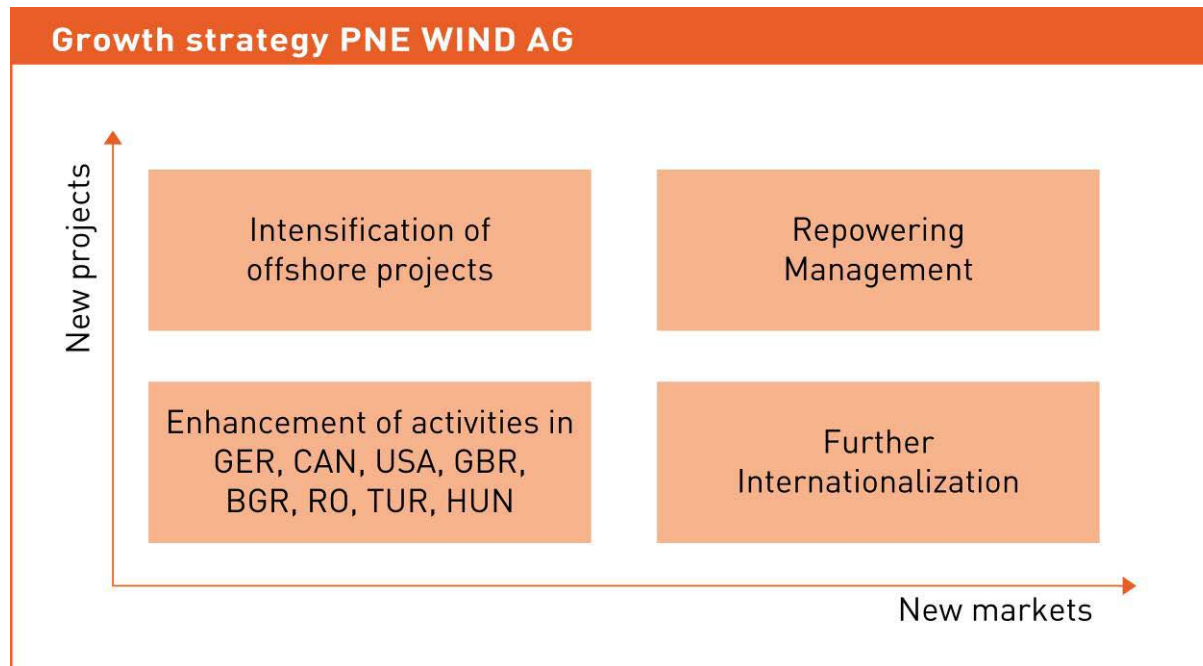 Growth strategy PNE WIND AG
New projects
Intensification of
offshore projects
Repowering
Management
Enhancement of activities in
GER, CAN, USA, GBR,
BGR, RO, TUR, HUN
Further
Internationalization
New markets